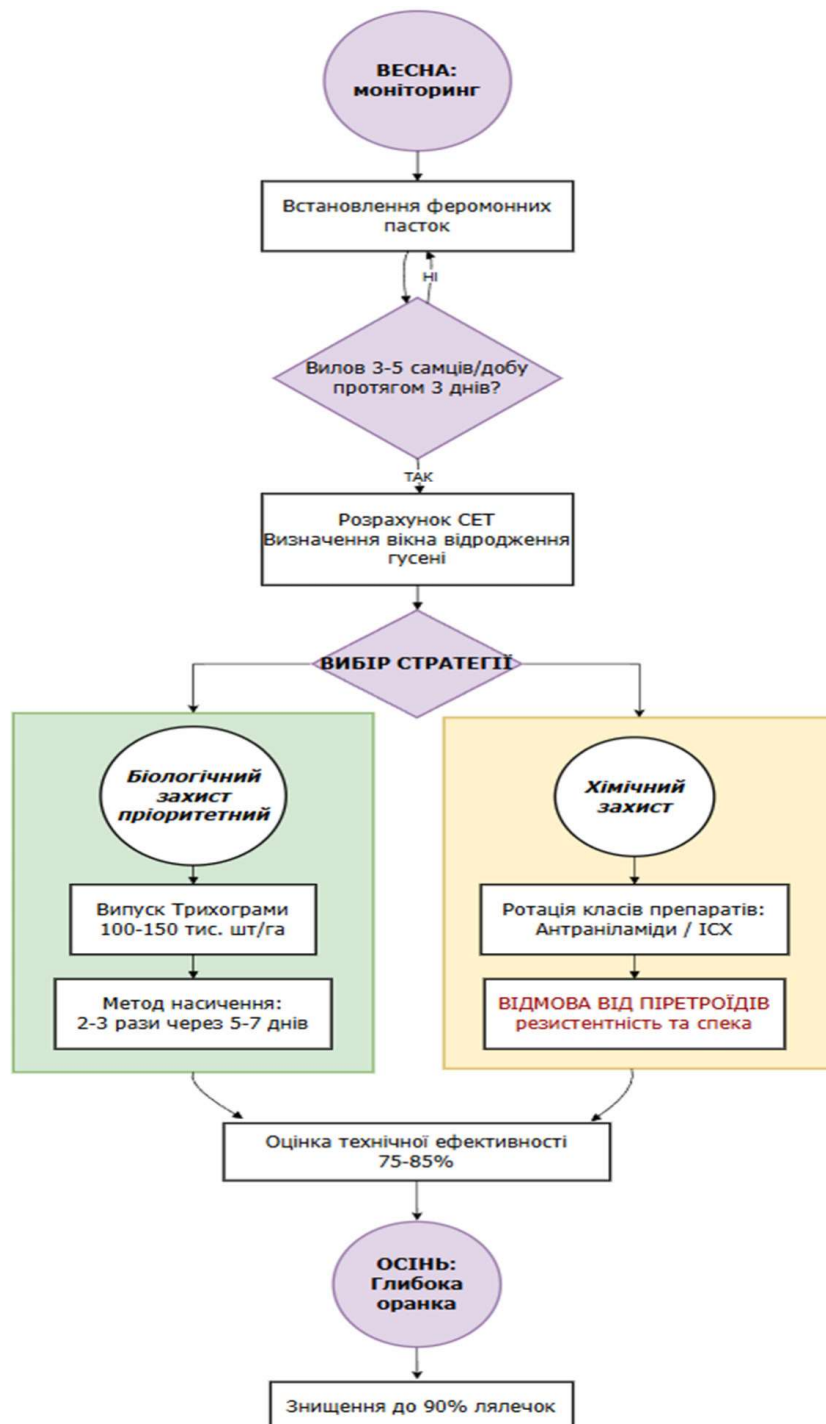 ВЕСНА:
моніторинг
Встановлення феромонних
пасток
НІ
Вилов 3-5 самців/добу
протягом 3 днів?
ТАК
Розрахунок СЕТ
Визначення вікна відродження
гусені
ВИБІР СТРАТЕГІЇ
Біологічний
захист
пріоритетний
Випуск Трихограми
100-150 тис. шт/га
Метод насичення:
2-3 рази через 5-7 днів
Хімічний
захист
Ротація класів препаратів:
Антраніламіди / ІСХ
ВІДМОВА ВІД ПІРЕТРОЇДІВ
резистентність та спека
Оцінка технічної ефективності
75-85%
ОСІНЬ:
Глибока
оранка
Знищення до 90% лялечок